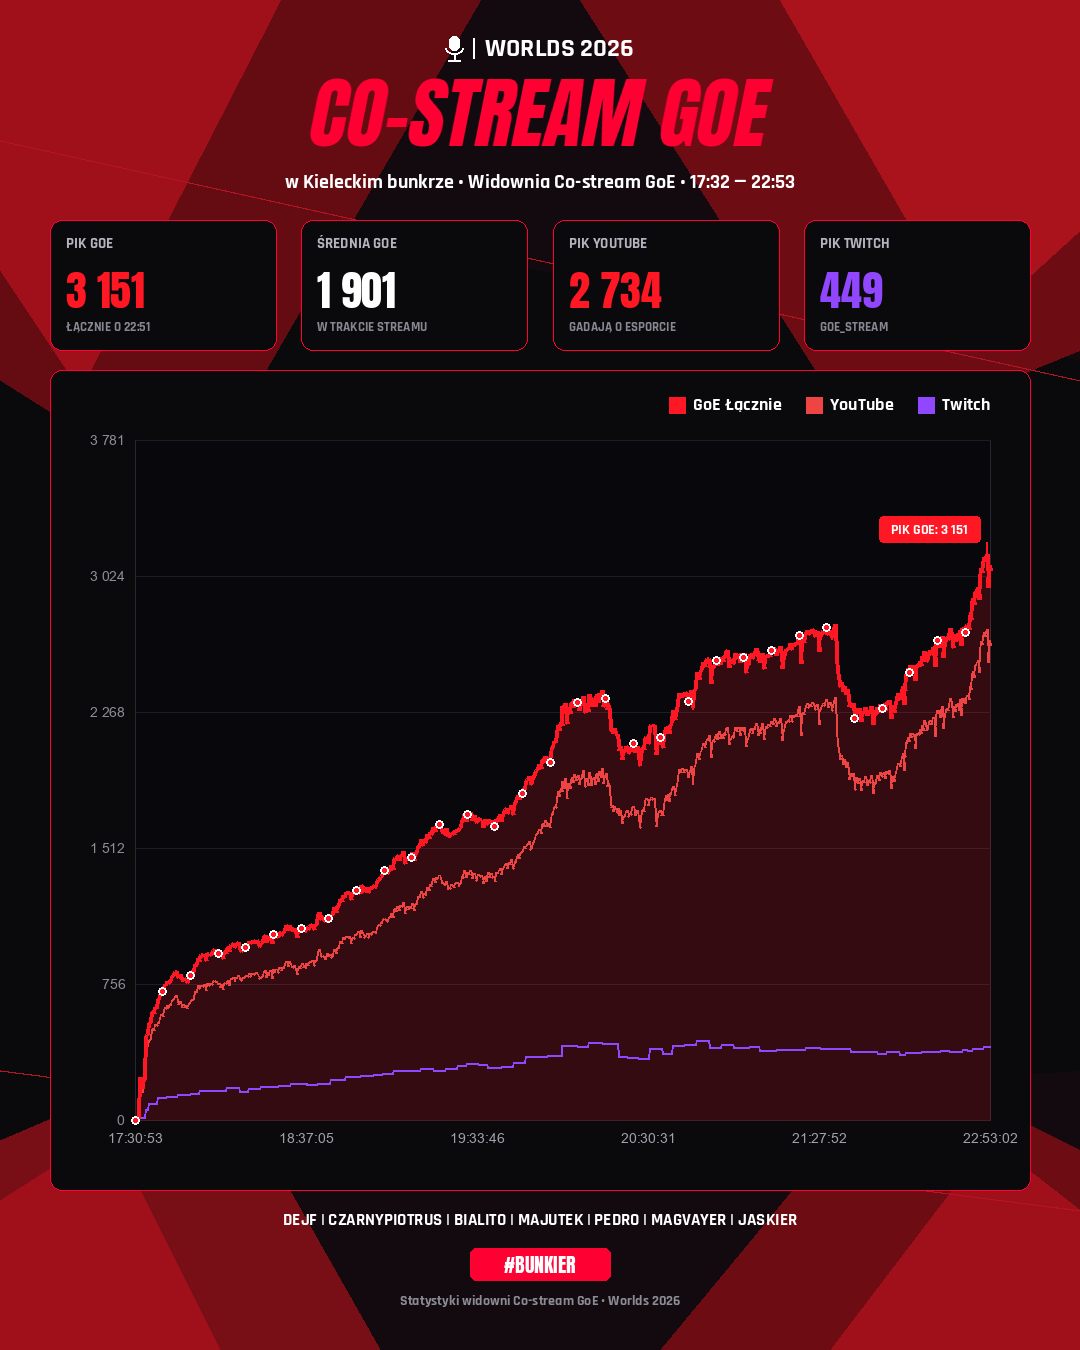 WORLDS 2026
CO-STREAM GOE
w Kieleckim bunkrze • Widownia Co-stream GoE • 17:32 — 22:53
PIK GOE
3 151
ŁĄCZNIE O 22:51
ŚREDNIA GOE
1 901
W TRAKCIE STREAMU
PIK YOUTUBE
2 734
GADAJĄ O ESPORCIE
PIK TWITCH
449
GOE_STREAM
GoE Łącznie
YouTube
Twitch
3 781
PIK GOE: 3 151
3 024
2 268
1 512
756
0
17:30:53
18:37:05
19:33:46
20:30:31
21:27:52
22:53:02
DEJF | CZARNYPIOTRUS | BIALITO | MAJUTEK | PEDRO | MAGVAYER | JASKIER
#BUNKIER
Statystyki widowni Co-stream GoE • Worlds 2026